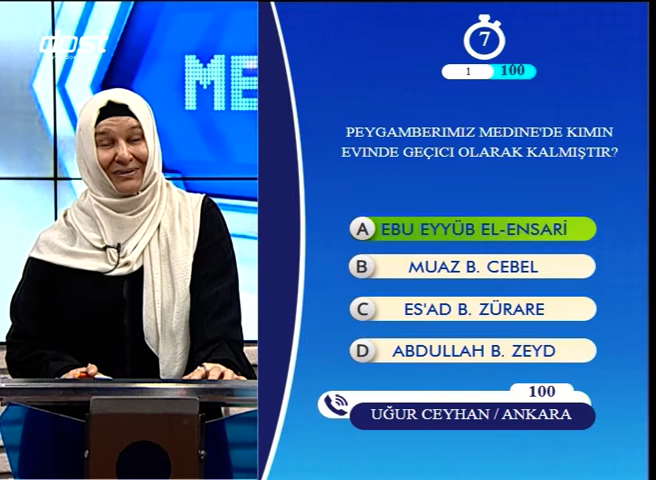 dost
ME
7
1 100
PEYGAMBERIMIZ MEDINE'DE KIMIN
EVINDE GEÇICI OLARAK KALMIŞTIR?
A EBU EYYÜB EL-ENSARİ
B MUAZ B. CEBEL
C ES'AD B. ZÜRARE
D ABDULLAH B. ZEYD
100
UĞUR CEYHAN / ANKARA